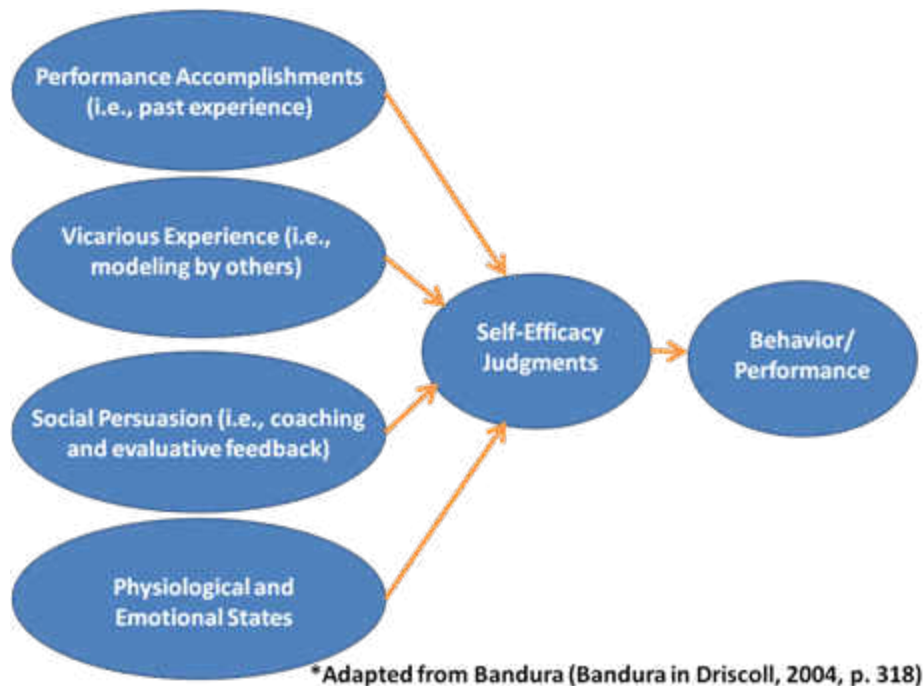 Performance Accomplishments
(i.e., past experience)
Vicarious Experience (i.e.,
modeling by others)
Social Persuasion (i.e., coaching
and evaluative feedback)
Physiological and
Emotional States
Self-Efficacy
Judgments
Behavior/
Performance
*Adapted from Bandura (Bandura in Driscoll, 2004, p. 318)